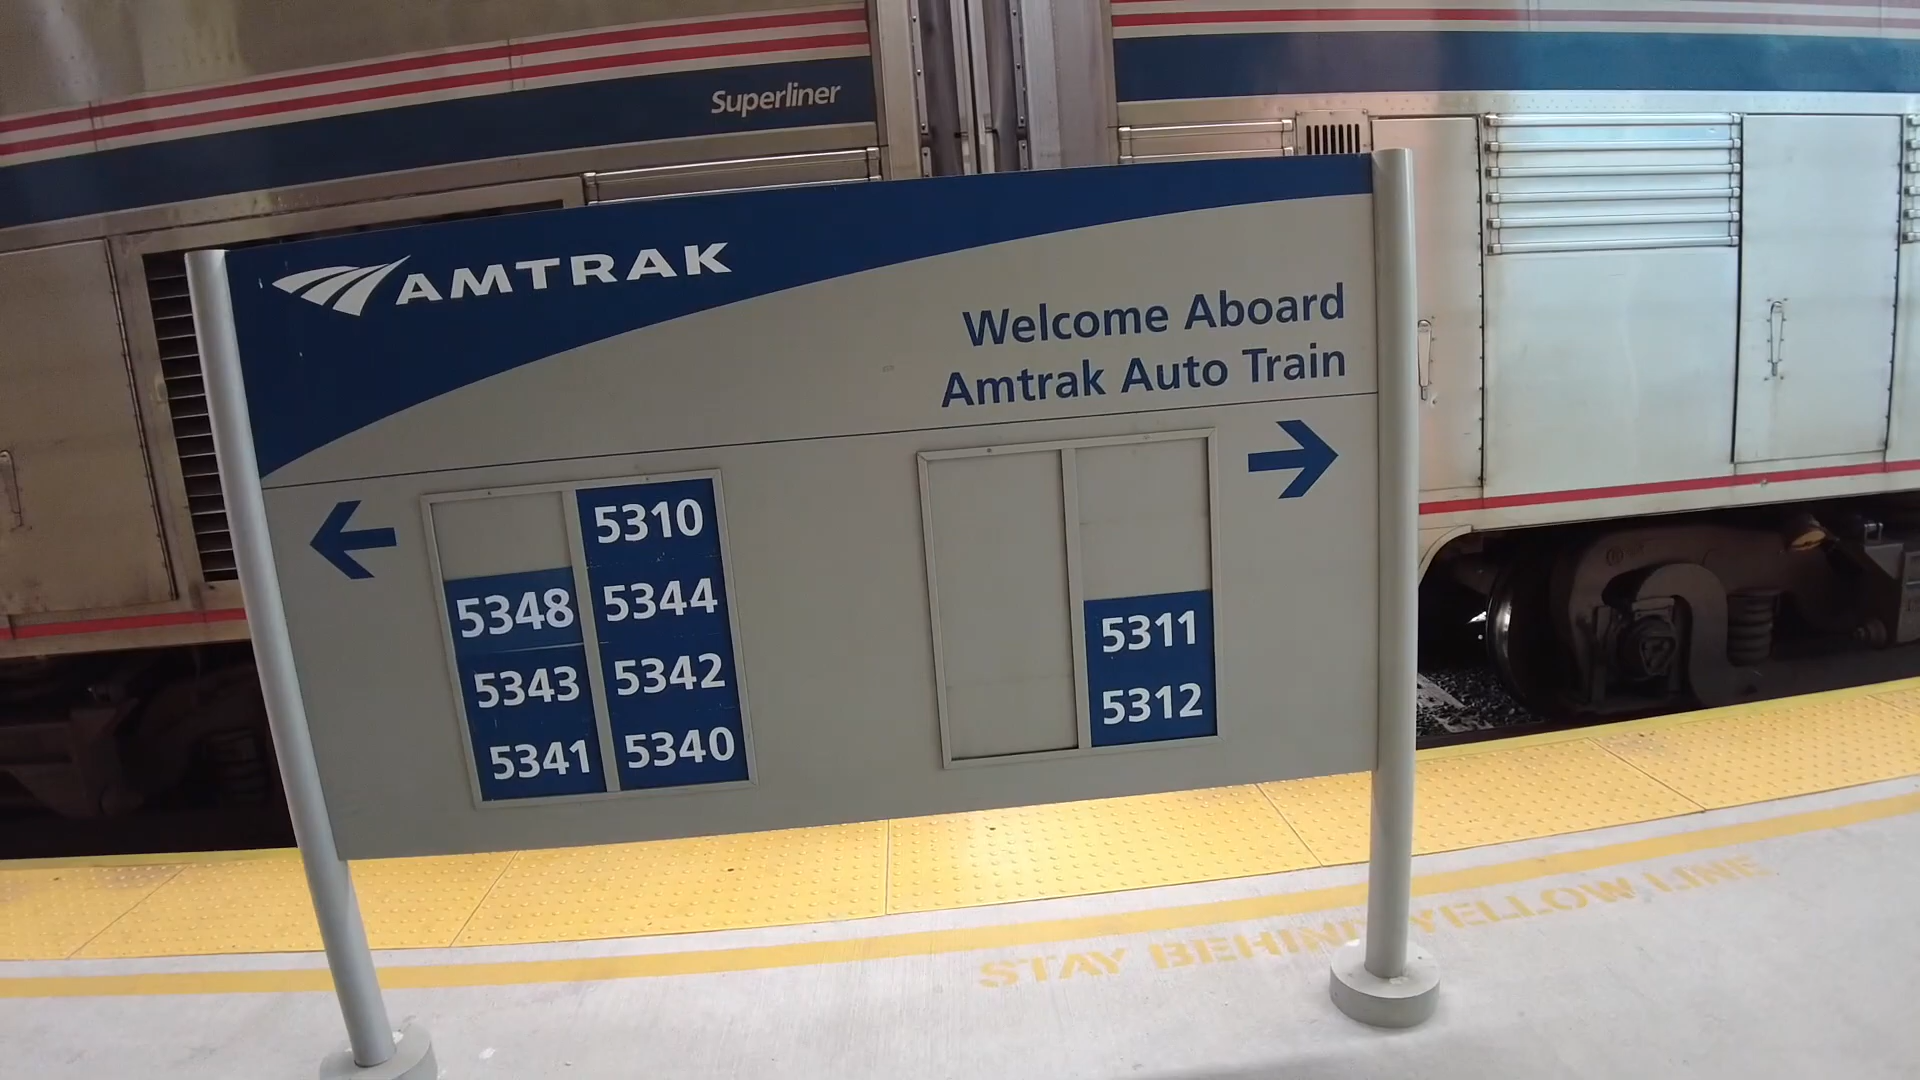 Superliner
AMTRAK
Welcome Aboard
Amtrak Auto Train
5310
5348 5344
5343 5342
5341 5340
5311
5312
STAY BEHIND YELLOW LINE